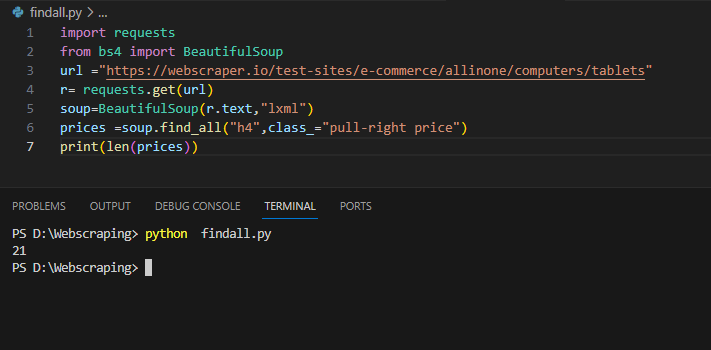 findall.py > ...
1 import requests
2 from bs4 import BeautifulSoup
3 url ="https://webscraper.io/test-sites/e-commerce/allinone/computers/tablets"
4 r= requests.get(url)
5 soup=BeautifulSoup(r.text,"lxml")
6 prices =soup.find_all("h4",class_="pull-right price")
7 print(len(prices))
PROBLEMS OUTPUT DEBUG CONSOLE TERMINAL PORTS
PS D:\Webscraping> python  findall.py
21
PS D:\Webscraping>